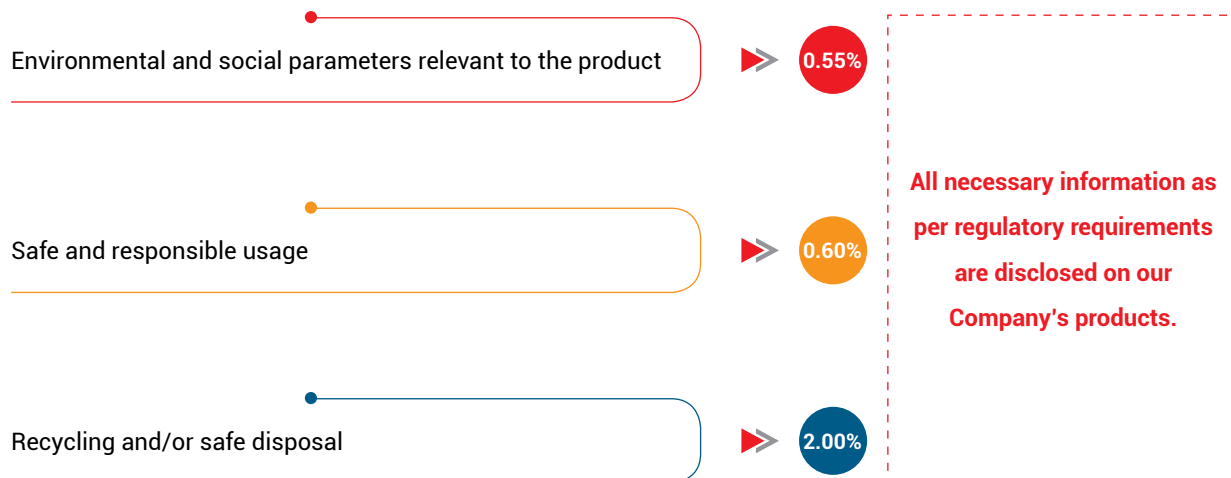 Environmental and social parameters relevant to the product
0.55%
Safe and responsible usage
0.60%
Recycling and/or safe disposal
2.00%
All necessary information as
per regulatory requirements
are disclosed on our
Company's products.